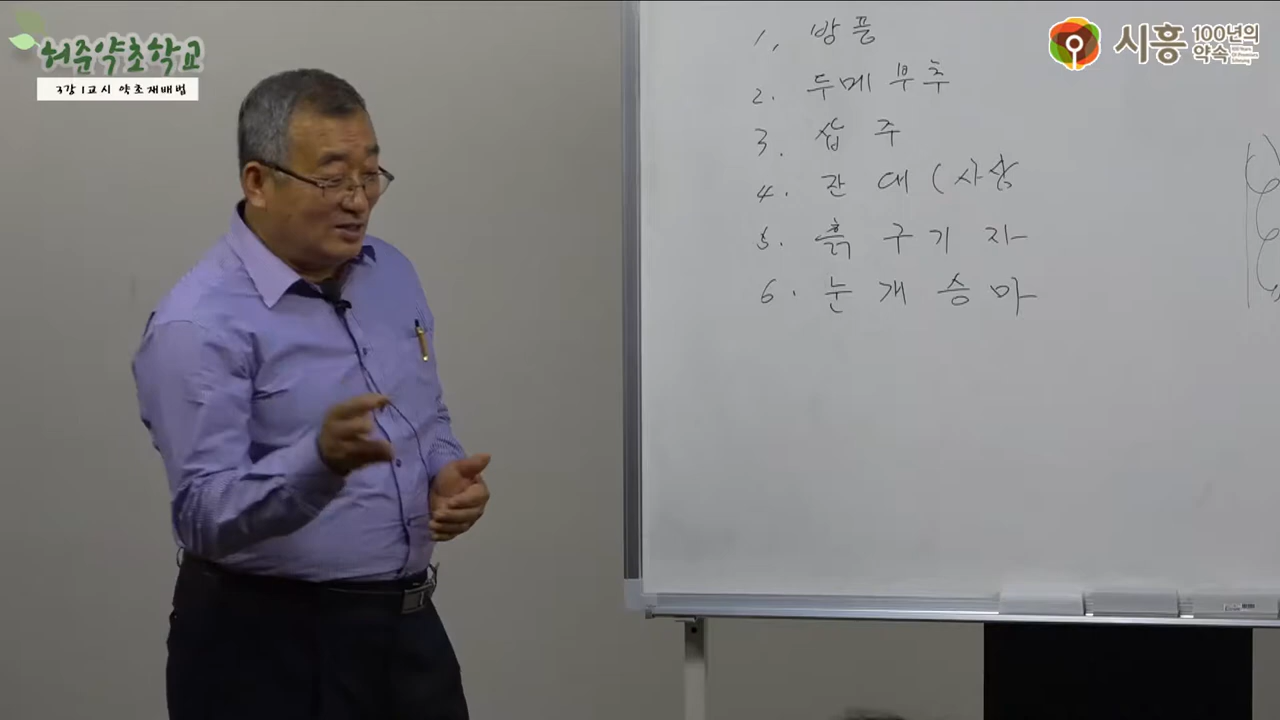 허준약초학교
3강 1교시 약초재배법
시흥 100년의 약속
1, 방풍
2. 두메 부추
3. 삽주
4. 잔대 (사삼
5. 흙구기자
6. 눈개승마